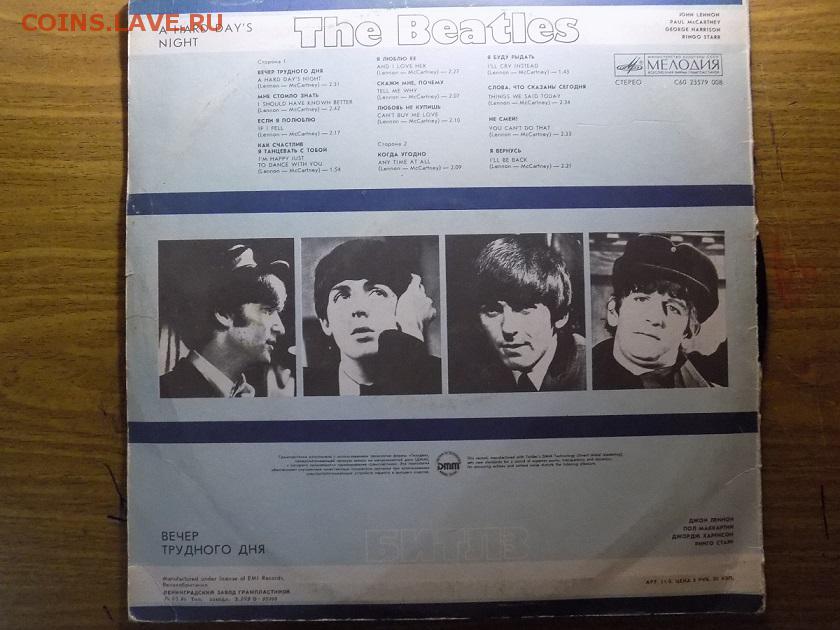 COINS.LAVE.RU
A HARD DAY'S
NIGHT
The Beatles
JOHN LENNON
PAUL McCARTNEY
GEORGE HARRISON
RINGO STARR
МЕЛОДИЯ
СТЕРЕО
С60 23579 008
Сторона 1
ВЕЧЕР ТРУДНОГО ДНЯ
A HARD DAY'S NIGHT
(Lennon — McCartney) — 2.31
МНЕ СТОИЛО ЗНАТЬ
I SHOULD HAVE KNOWN BETTER
(Lennon — McCartney) — 2.42
ЕСЛИ Я ПОЛЮБЛЮ
IF I FELL
(Lennon — McCartney) — 2.17
КАК СЧАСТЛИВ
Я ТАНЦЕВАТЬ С ТОБОЙ
I'M HAPPY JUST
TO DANCE WITH YOU
(Lennon — McCartney) — 1.54
Я ЛЮБЛЮ ЕЕ
AND I LOVE HER
(Lennon — McCartney) — 2.27
СКАЖИ МНЕ, ПОЧЕМУ
TELL ME WHY
(Lennon — McCartney) — 2.07
ЛЮБОВЬ НЕ КУПИШЬ
CAN'T BUY ME LOVE
(Lennon — McCartney) — 2.10
Сторона 2
КОГДА УГОДНО
ANY TIME AT ALL
(Lennon — McCartney) — 2.09
Я БУДУ РЫДАТЬ
I'LL CRY INSTEAD
(Lennon — McCartney) — 1.43
СЛОВА, ЧТО СКАЗАНЫ СЕГОДНЯ
THINGS WE SAID TODAY
(Lennon — McCartney) — 2.34
НЕ СМЕЙ!
YOU CAN'T DO THAT
(Lennon — McCartney) — 2.33
Я ВЕРНУСЬ
I'LL BE BACK
(Lennon — McCartney) — 2.21
DMM
ВЕЧЕР
ТРУДНОГО ДНЯ
БИТЛЗ
ДЖОН ЛЕННОН
ПОЛ МАККАРТНИ
ДЖОРДЖ ХАРИСОН
РИНГО СТАРР
Manufactured under license of EMI Records,
Великобритания
ЛЕНИНГРАДСКИЙ ЗАВОД ГРАМПЛАСТИНОК